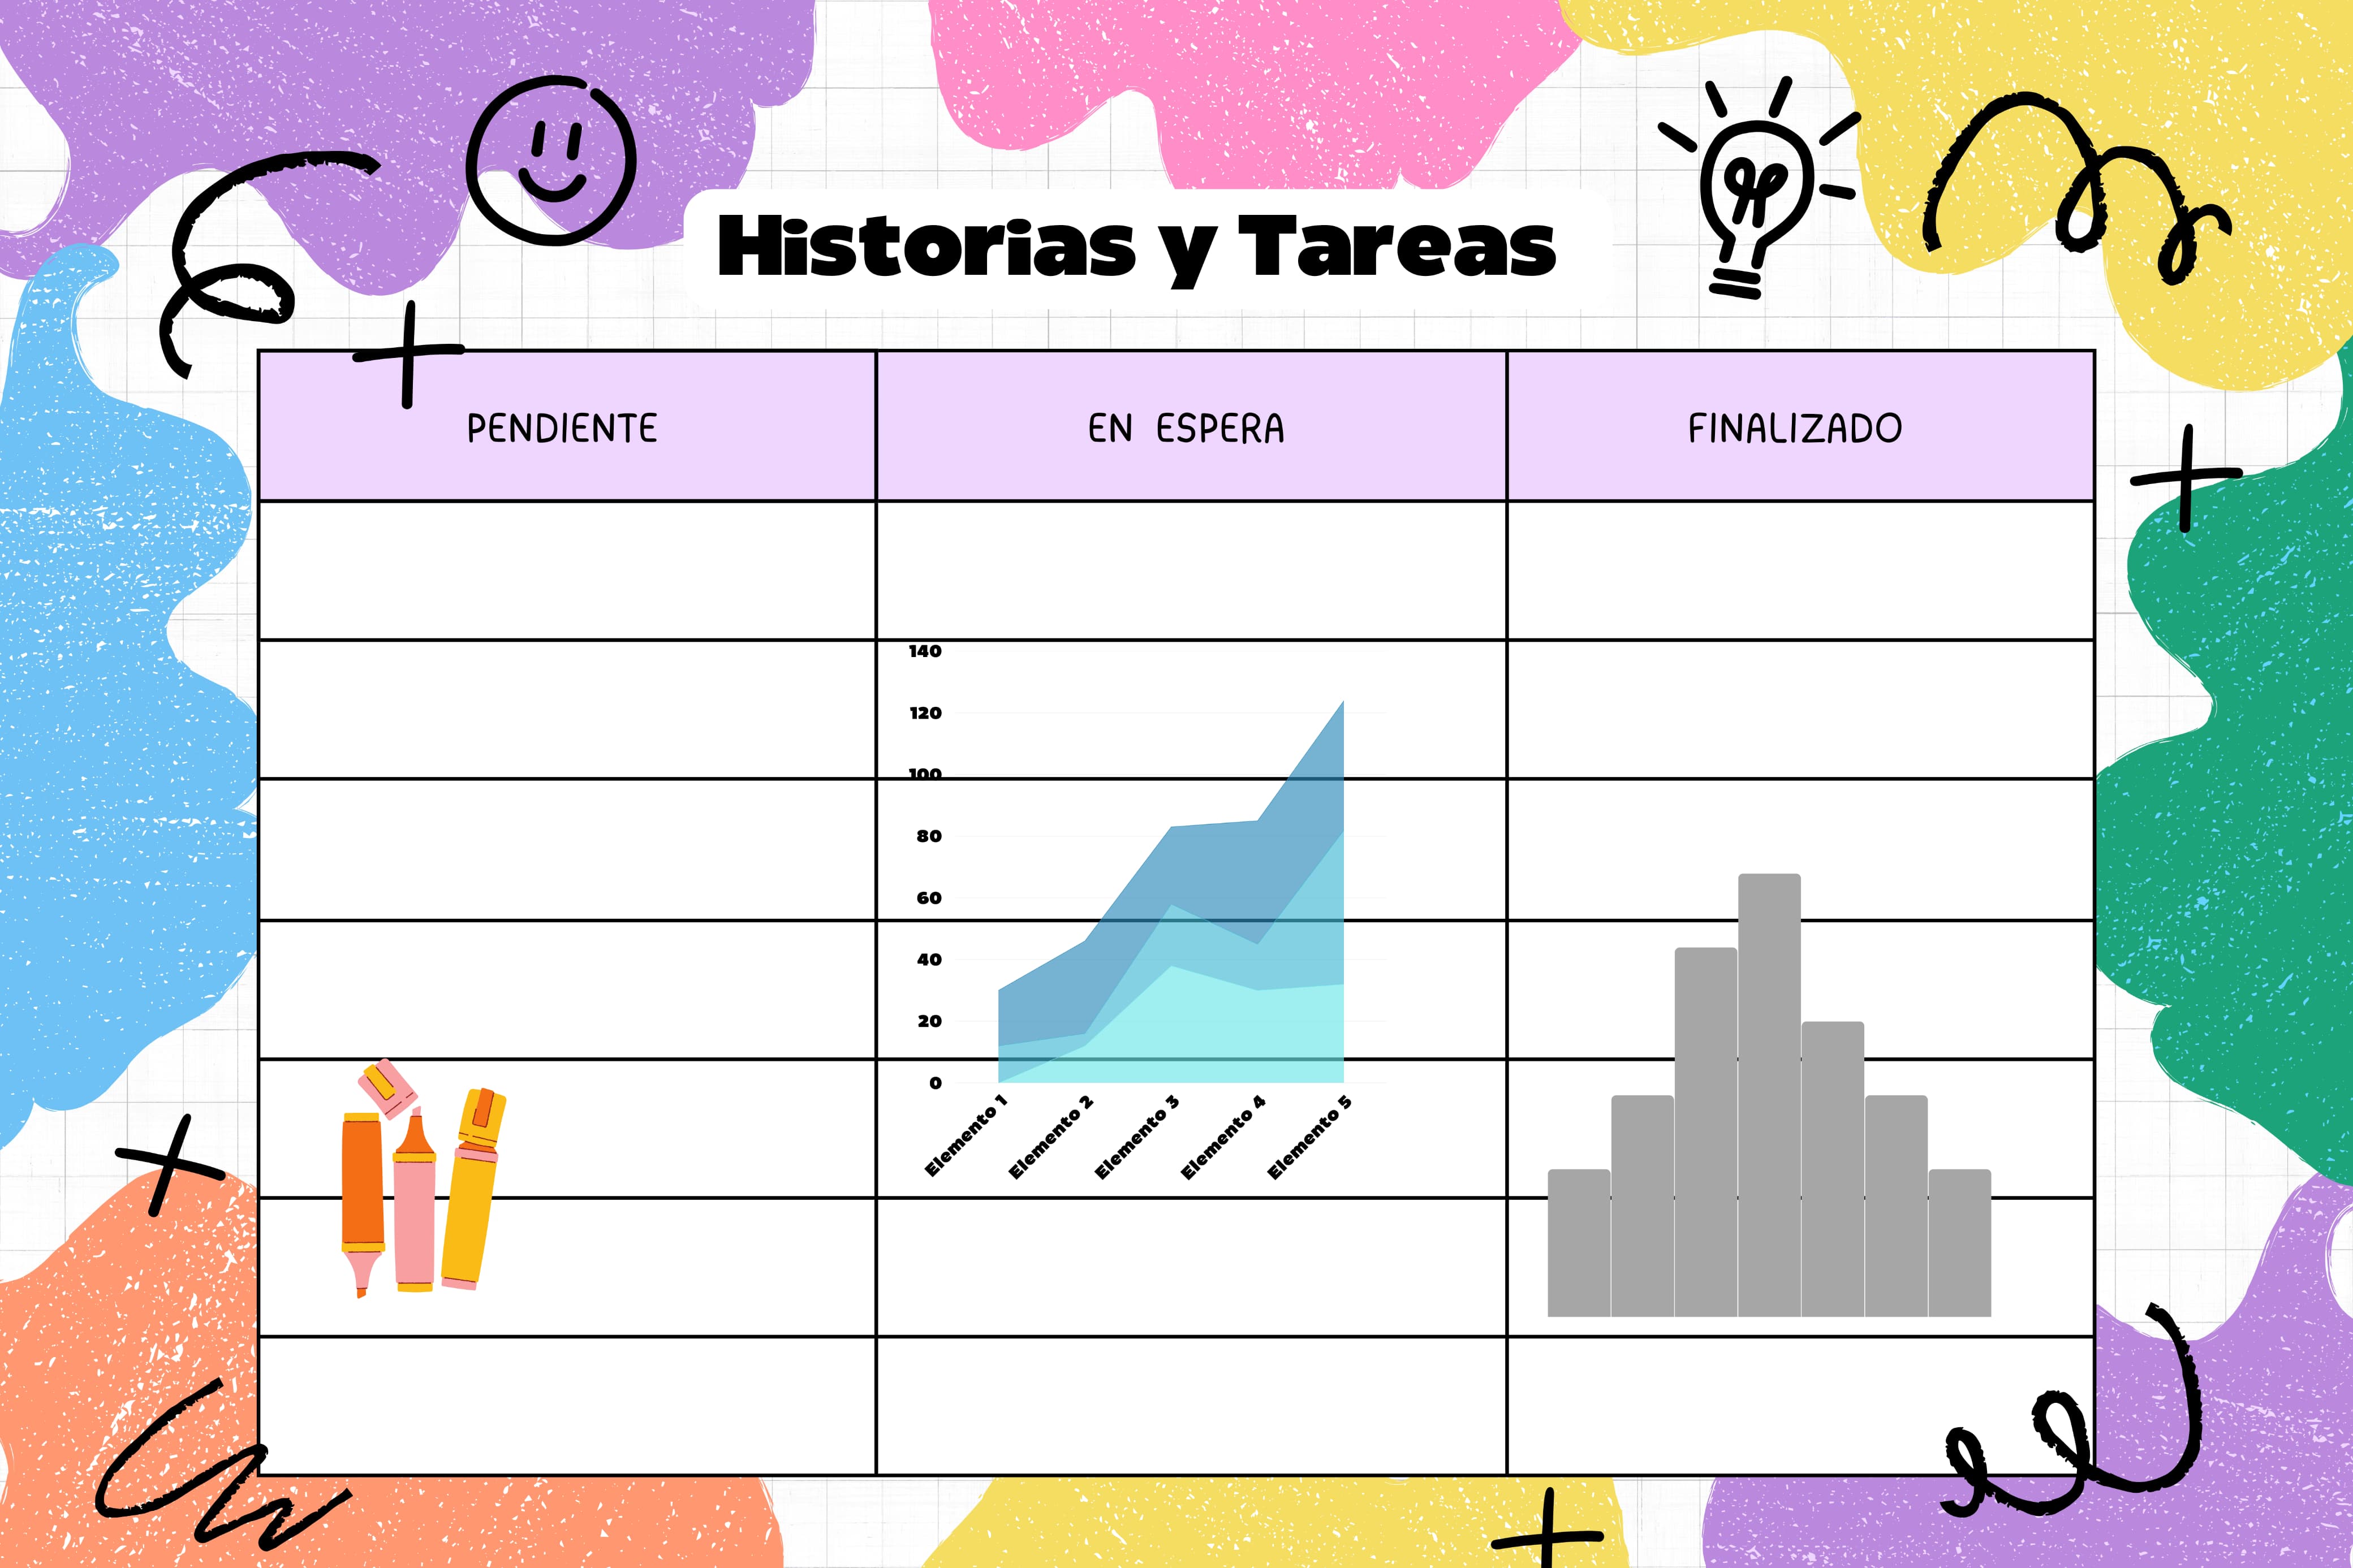 Historias y Tareas
PENDIENTE
EN ESPERA
FINALIZADO
140
120
100
80
60
40
20
0
Elemento 1
Elemento 2
Elemento 3
Elemento 4
Elemento 5